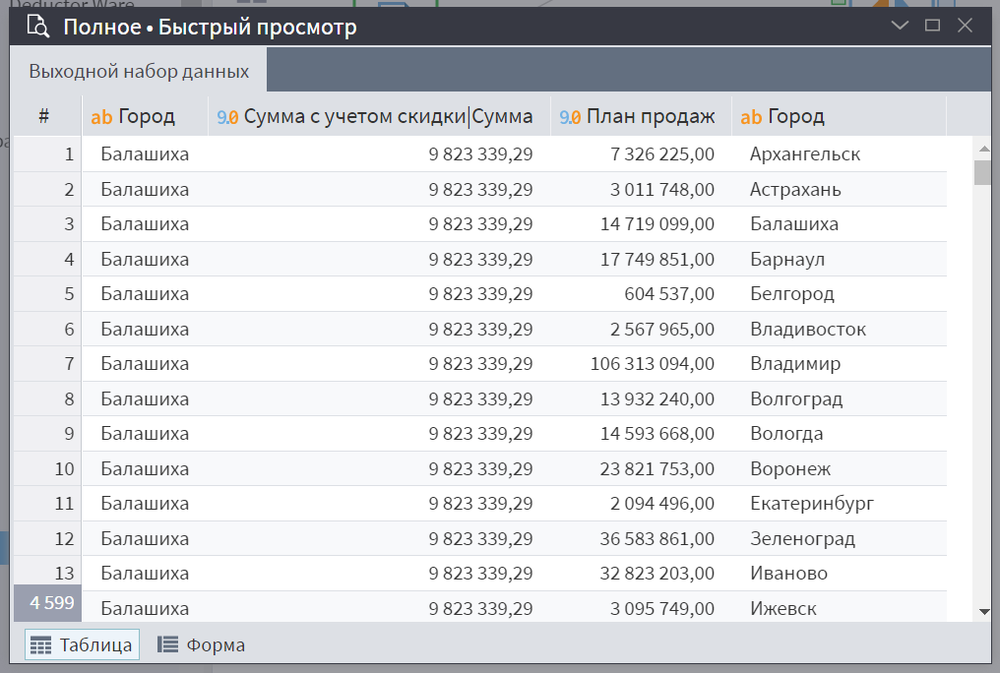 Deductor Ware
Полное • Быстрый просмотр
Выходной набор данных
# ab Город 9.0 Сумма с учетом скидки|Сумма 9.0 План продаж ab Город
1 Балашиха 9 823 339,29 7 326 225,00 Архангельск
2 Балашиха 9 823 339,29 3 011 748,00 Астрахань
3 Балашиха 9 823 339,29 14 719 099,00 Балашиха
4 Балашиха 9 823 339,29 17 749 851,00 Барнаул
5 Балашиха 9 823 339,29 604 537,00 Белгород
6 Балашиха 9 823 339,29 2 567 965,00 Владивосток
7 Балашиха 9 823 339,29 106 313 094,00 Владимир
8 Балашиха 9 823 339,29 13 932 240,00 Волгоград
9 Балашиха 9 823 339,29 14 593 668,00 Вологда
10 Балашиха 9 823 339,29 23 821 753,00 Воронеж
11 Балашиха 9 823 339,29 2 094 496,00 Екатеринбург
12 Балашиха 9 823 339,29 36 583 861,00 Зеленоград
13 Балашиха 9 823 339,29 32 823 203,00 Иваново
4 599 Балашиха 9 823 339,29 3 095 749,00 Ижевск
Таблица Форма